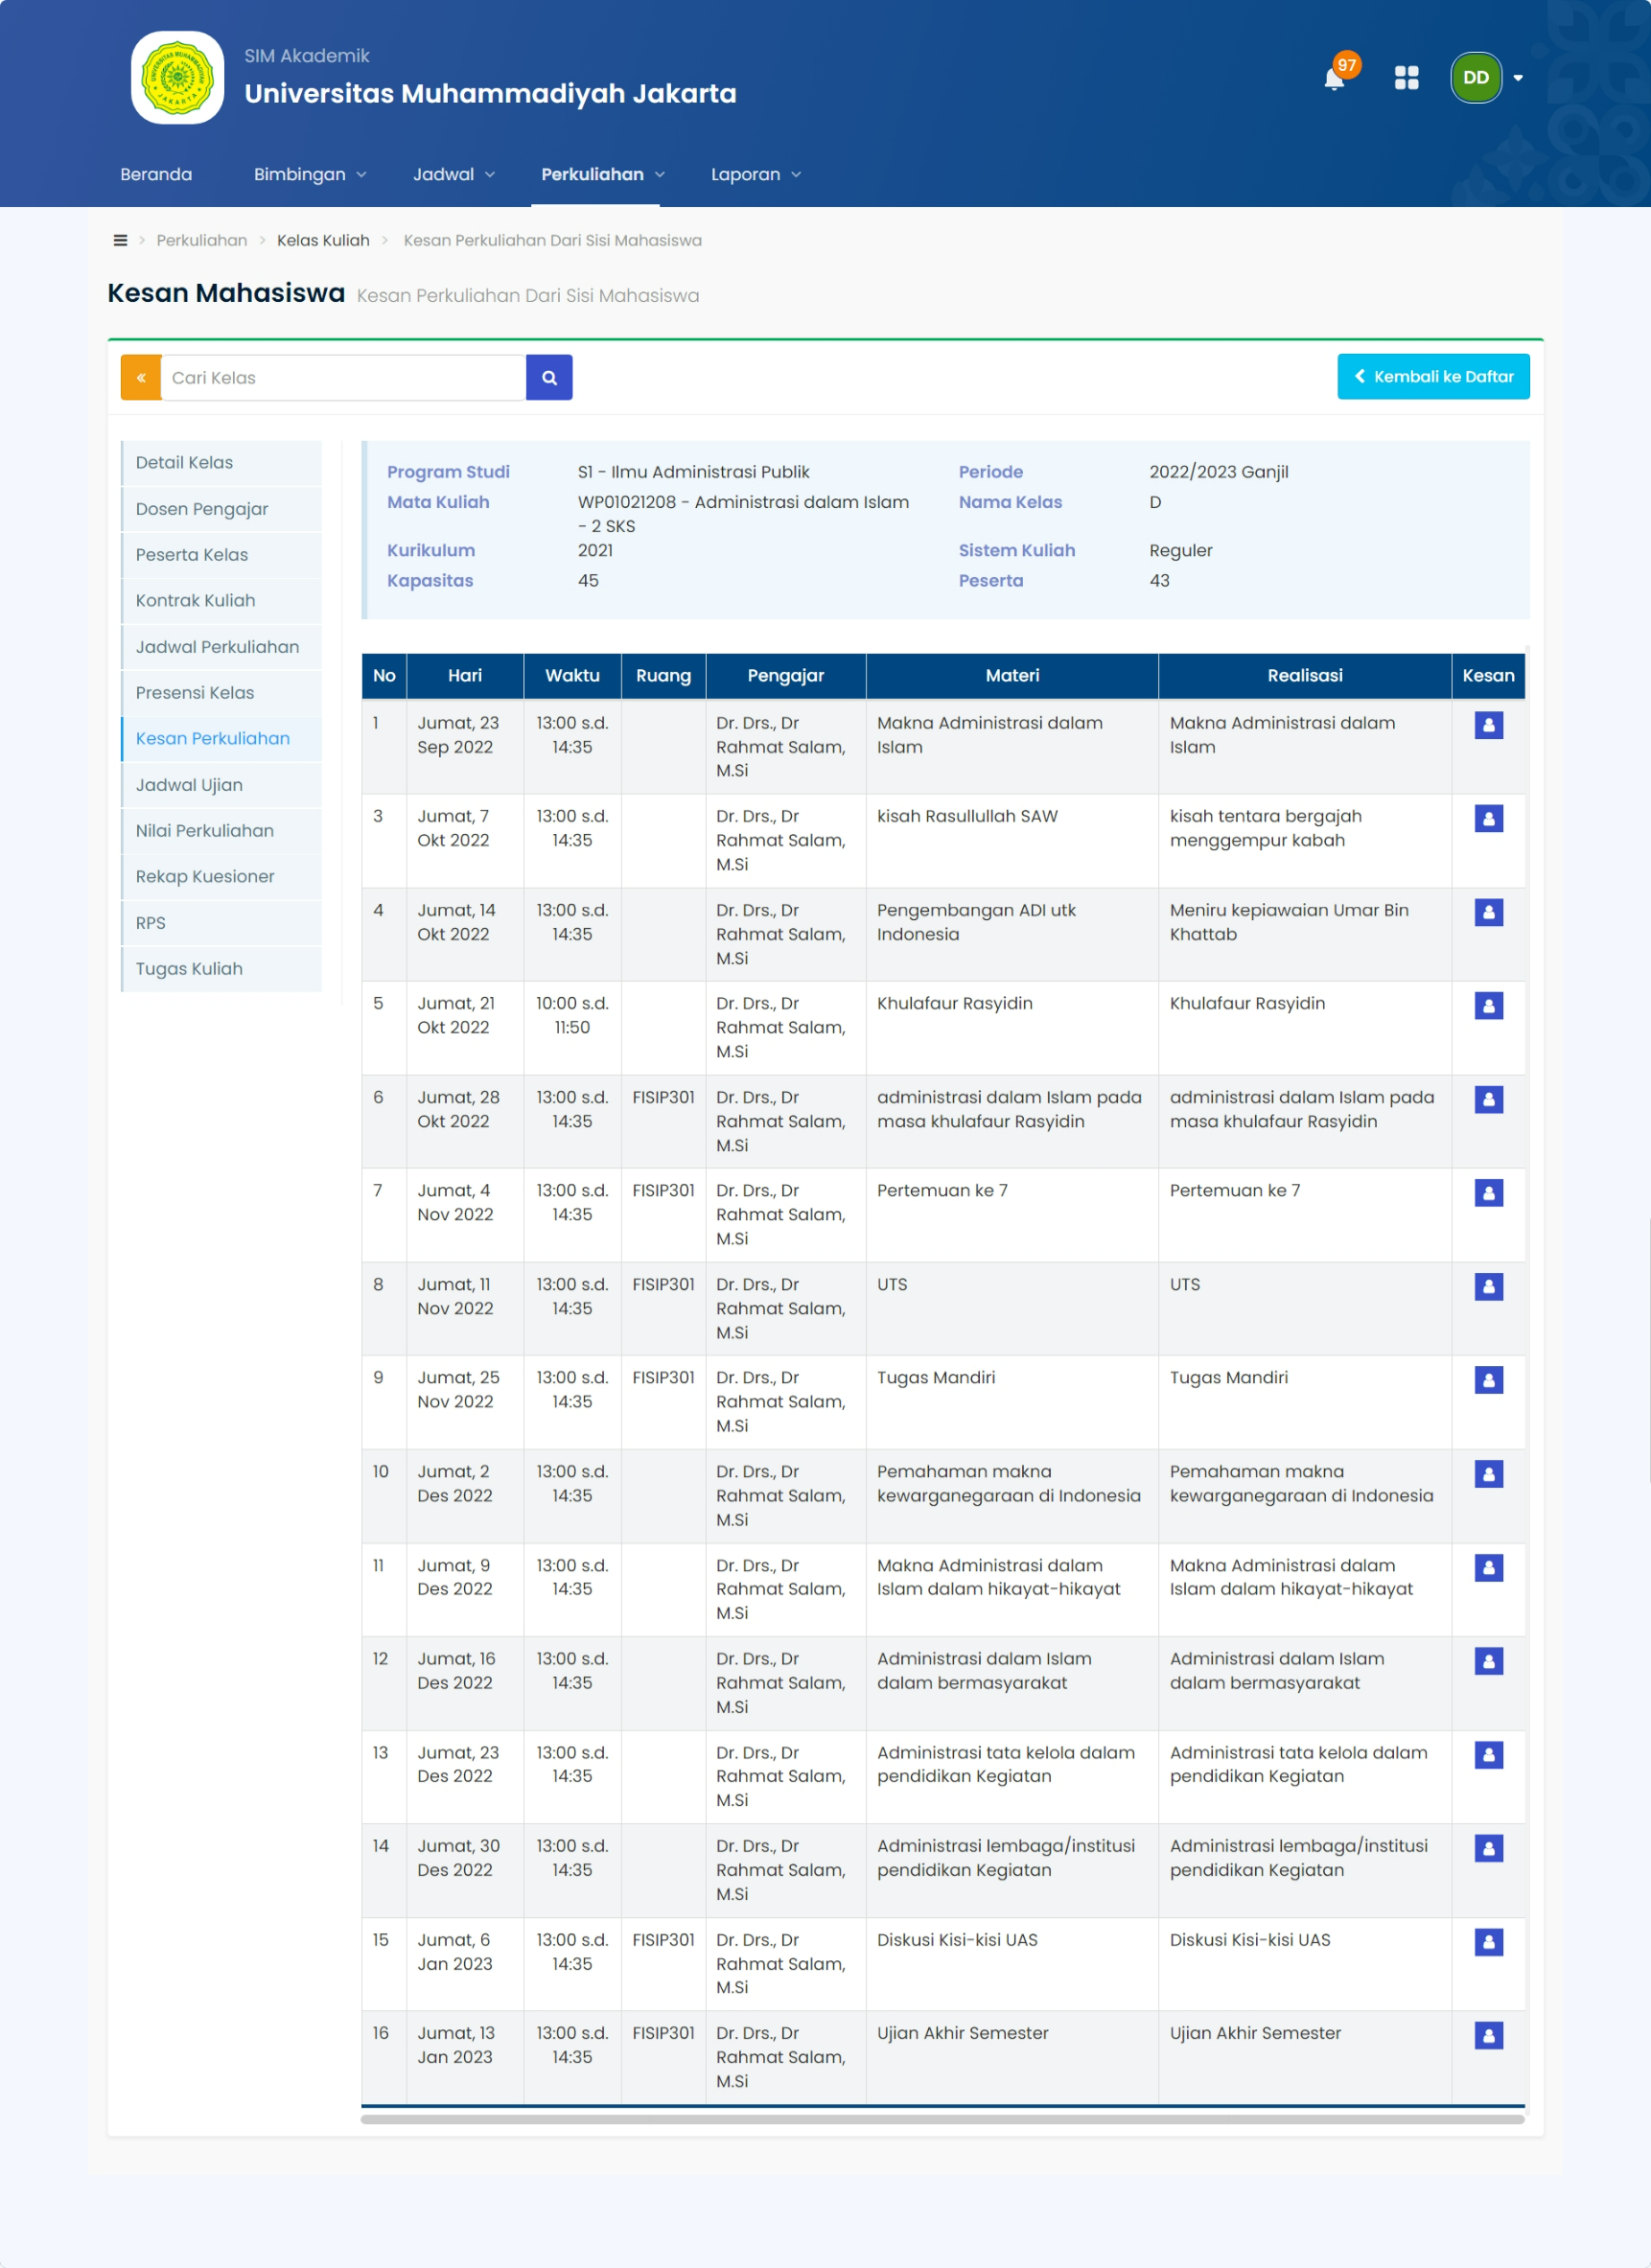 SIM Akademik
Universitas Muhammadiyah Jakarta
97
DD
Beranda Bimbingan Jadwal Perkuliahan Laporan
Perkuliahan > Kelas Kuliah > Kesan Perkuliahan Dari Sisi Mahasiswa
Kesan Mahasiswa Kesan Perkuliahan Dari Sisi Mahasiswa
« Cari Kelas
Kembali ke Daftar
Detail Kelas
Dosen Pengajar
Peserta Kelas
Kontrak Kuliah
Jadwal Perkuliahan
Presensi Kelas
Kesan Perkuliahan
Jadwal Ujian
Nilai Perkuliahan
Rekap Kuesioner
RPS
Tugas Kuliah
Program Studi S1 - Ilmu Administrasi Publik Periode 2022/2023 Ganjil
Mata Kuliah WP01021208 - Administrasi dalam Islam Nama Kelas D
- 2 SKS
Kurikulum 2021 Sistem Kuliah Reguler
Kapasitas 45 Peserta 43
No Hari Waktu Ruang Pengajar Materi Realisasi Kesan
1 Jumat, 23 13:00 s.d. Dr. Drs., Dr Makna Administrasi dalam Makna Administrasi dalam
Sep 2022 14:35 Rahmat Salam, Islam Islam
M.Si
3 Jumat, 7 13:00 s.d. Dr. Drs., Dr kisah Rasullullah SAW kisah tentara bergajah
Okt 2022 14:35 Rahmat Salam, menggempur kabah
M.Si
4 Jumat, 14 13:00 s.d. Dr. Drs., Dr Pengembangan ADI utk Meniru kepiawaian Umar Bin
Okt 2022 14:35 Rahmat Salam, Indonesia Khattab
M.Si
5 Jumat, 21 10:00 s.d. Dr. Drs., Dr Khulafaur Rasyidin Khulafaur Rasyidin
Okt 2022 11:50 Rahmat Salam,
M.Si
6 Jumat, 28 13:00 s.d. FISIP301 Dr. Drs., Dr administrasi dalam Islam pada administrasi dalam Islam pada
Okt 2022 14:35 Rahmat Salam, masa khulafaur Rasyidin masa khulafaur Rasyidin
M.Si
7 Jumat, 4 13:00 s.d. FISIP301 Dr. Drs., Dr Pertemuan ke 7 Pertemuan ke 7
Nov 2022 14:35 Rahmat Salam,
M.Si
8 Jumat, 11 13:00 s.d. FISIP301 Dr. Drs., Dr UTS UTS
Nov 2022 14:35 Rahmat Salam,
M.Si
9 Jumat, 25 13:00 s.d. FISIP301 Dr. Drs., Dr Tugas Mandiri Tugas Mandiri
Nov 2022 14:35 Rahmat Salam,
M.Si
10 Jumat, 2 13:00 s.d. Dr. Drs., Dr Pemahaman makna Pemahaman makna
Des 2022 14:35 Rahmat Salam, kewarganegaraan di Indonesia kewarganegaraan di Indonesia
M.Si
11 Jumat, 9 13:00 s.d. Dr. Drs., Dr Makna Administrasi dalam Makna Administrasi dalam
Des 2022 14:35 Rahmat Salam, Islam dalam hikayat-hikayat Islam dalam hikayat-hikayat
M.Si
12 Jumat, 16 13:00 s.d. Dr. Drs., Dr Administrasi dalam Islam Administrasi dalam Islam
Des 2022 14:35 Rahmat Salam, dalam bermasyarakat dalam bermasyarakat
M.Si
13 Jumat, 23 13:00 s.d. Dr. Drs., Dr Administrasi tata kelola dalam Administrasi tata kelola dalam
Des 2022 14:35 Rahmat Salam, pendidikan Kegiatan pendidikan Kegiatan
M.Si
14 Jumat, 30 13:00 s.d. Dr. Drs., Dr Administrasi lembaga/institusi Administrasi lembaga/institusi
Des 2022 14:35 Rahmat Salam, pendidikan Kegiatan pendidikan Kegiatan
M.Si
15 Jumat, 6 13:00 s.d. FISIP301 Dr. Drs., Dr Diskusi Kisi-kisi UAS Diskusi Kisi-kisi UAS
Jan 2023 14:35 Rahmat Salam,
M.Si
16 Jumat, 13 13:00 s.d. FISIP301 Dr. Drs., Dr Ujian Akhir Semester Ujian Akhir Semester
Jan 2023 14:35 Rahmat Salam,
M.Si